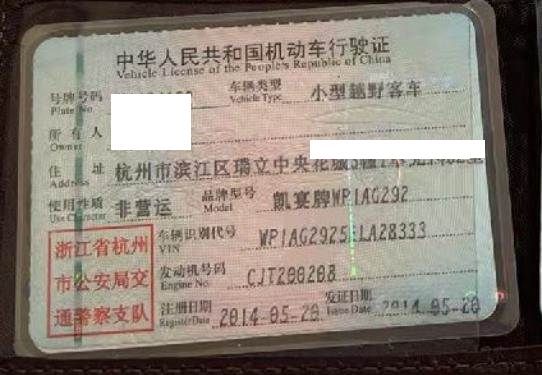 中华人民共和国机动车行驶证
Vehicle License of the People's Republic of China
号牌号码 车辆类型 小型越野客车
Plate No. Vehicle Type
所有人
Owner
住址 杭州市滨江区瑞立中央花城
Address
使用性质 非营运 品牌型号 凯宴牌WP1AG292
Use Character Model
浙江省杭州 车辆识别代号 WP1AG2925ELA28333
VIN
市公安局交 发动机号码 CJT200208
Engine No.
通警察支队 注册日期 2014-05-20 发证日期 2014-05-20
Register Date Issue Date